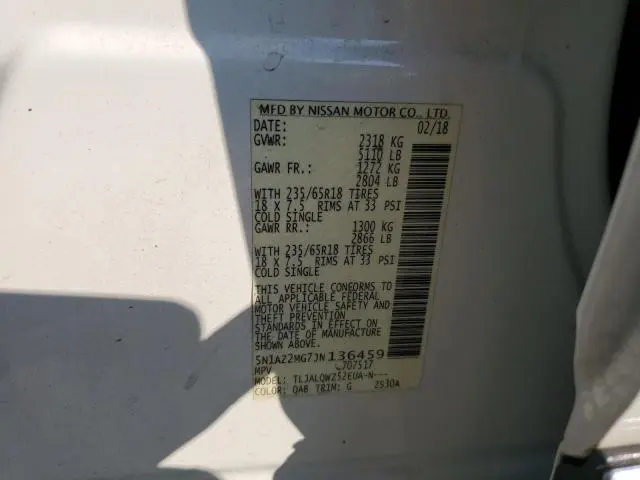 MFD BY NISSAN MOTOR CO., LTD.
DATE: 02/18
GVWR: 2318 KG
5110 LB
GAWR FR.: 1272 KG
2804 LB
WITH 235/65R18 TIRES
18 X 7.5 RIMS AT 33 PSI
COLD SINGLE
GAWR RR.: 1300 KG
2866 LB
WITH 235/65R18 TIRES
18 X 7.5 RIMS AT 33 PSI
COLD SINGLE
THIS VEHICLE CONFORMS TO
ALL APPLICABLE FEDERAL
MOTOR VEHICLE SAFETY AND
THEFT PREVENTION
STANDARDS IN EFFECT ON
THE DATE OF MANUFACTURE
SHOWN ABOVE.
5N1AZ2MG7JN136459
MPV C707517
MODEL: TLJALQWZ52EUA-N---
COLOR: QAB TRIM: G 2530A